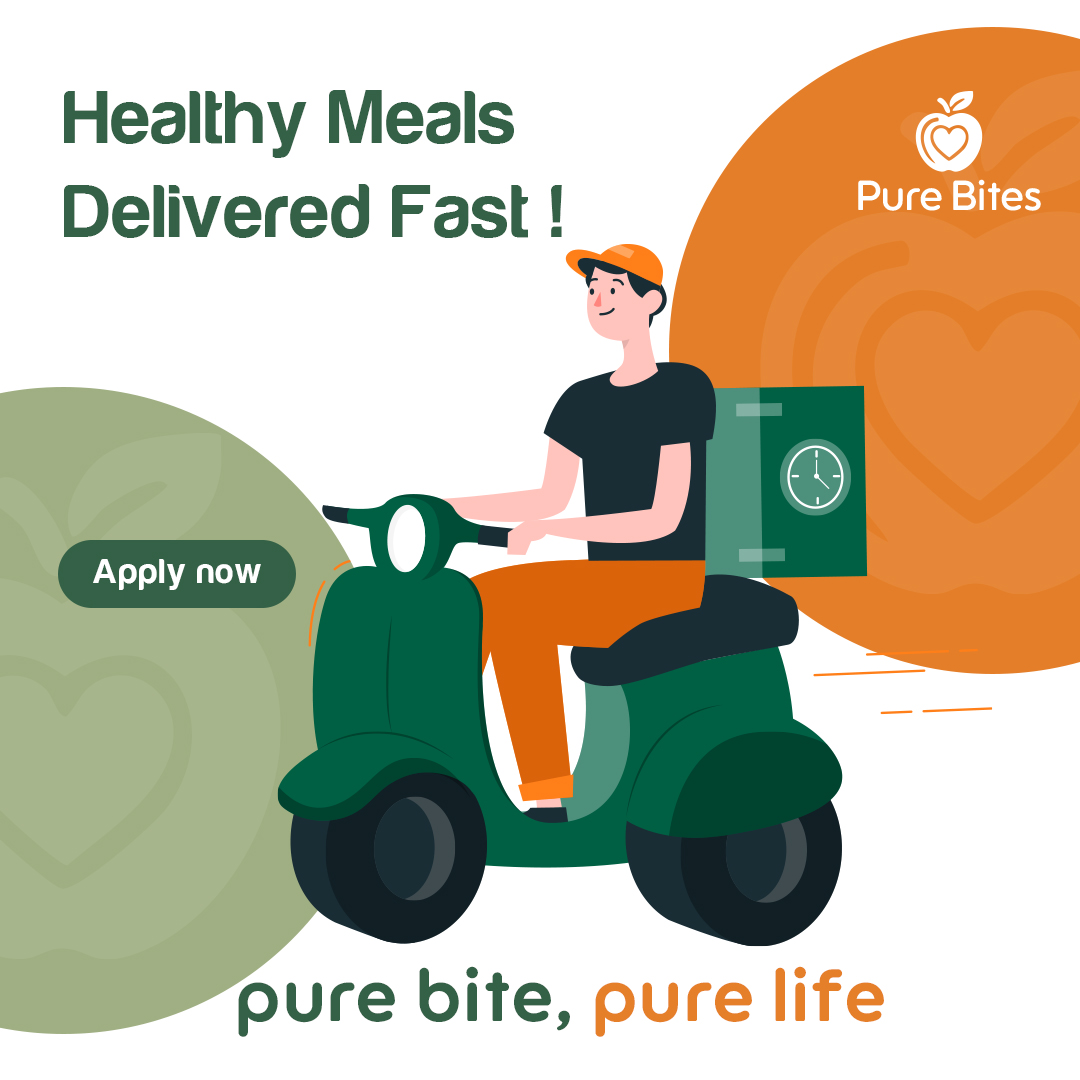 Healthy Meals
Delivered Fast !
Pure Bites
Apply now
pure bite, pure life